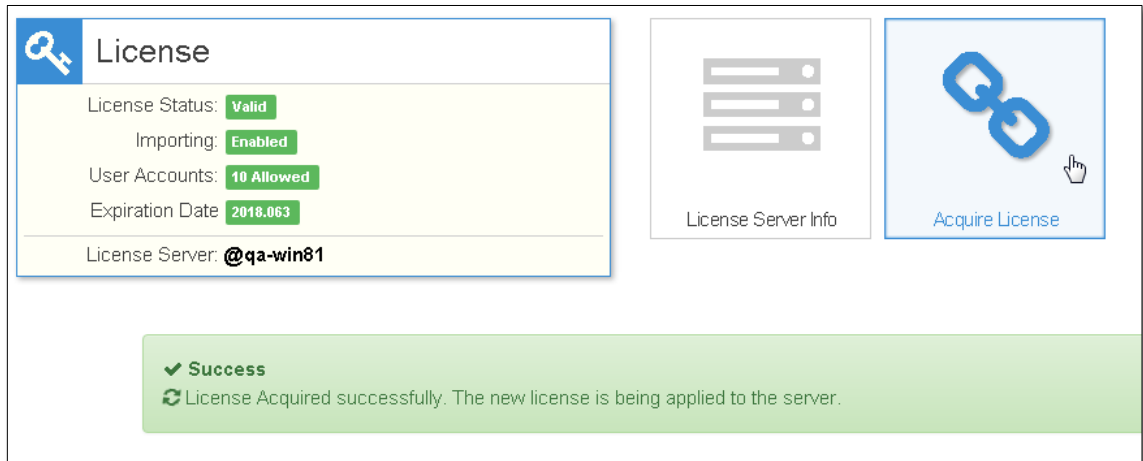 License
License Status: Valid
Importing: Enabled
User Accounts: 10 Allowed
Expiration Date 2018.063
License Server: @qa-win81
License Server Info
Acquire License
Success
License Acquired successfully. The new license is being applied to the server.